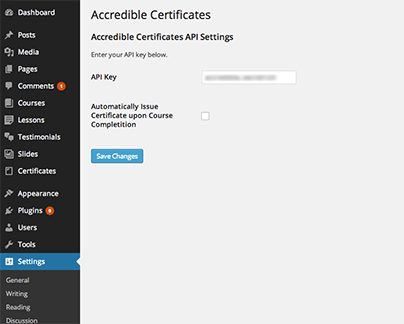 Dashboard
Posts
Media
Pages
Comments 1
Courses
Lessons
Testimonials
Slides
Certificates
Appearance
Plugins 9
Users
Tools
Settings
General
Writing
Reading
Discussion
Accredible Certificates
Accredible Certificates API Settings
Enter your API key below.
API Key
Automatically Issue
Certificate upon Course
Completition
Save Changes